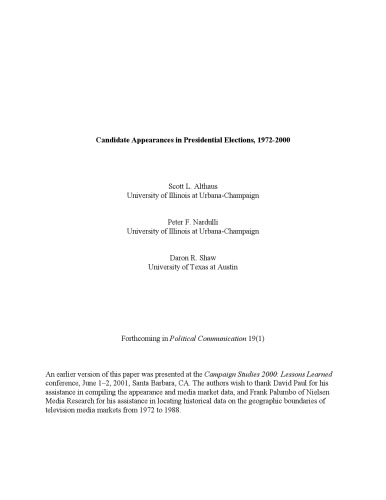 Candidate Appearances in Presidential Elections, 1972-2000
Scott L. Althaus
University of Illinois at Urbana-Champaign
Peter F. Nardulli
University of Illinois at Urbana-Champaign
Daron R. Shaw
University of Texas at Austin
Forthcoming in Political Communication 19(1)
An earlier version of this paper was presented at the Campaign Studies 2000: Lessons Learned
conference, June 1–2, 2001, Santa Barbara, CA. The authors wish to thank David Paul for his
assistance in compiling the appearance and media market data, and Frank Palumbo of Nielsen
Media Research for his assistance in locating historical data on the geographic boundaries of
television media markets from 1972 to 1988.